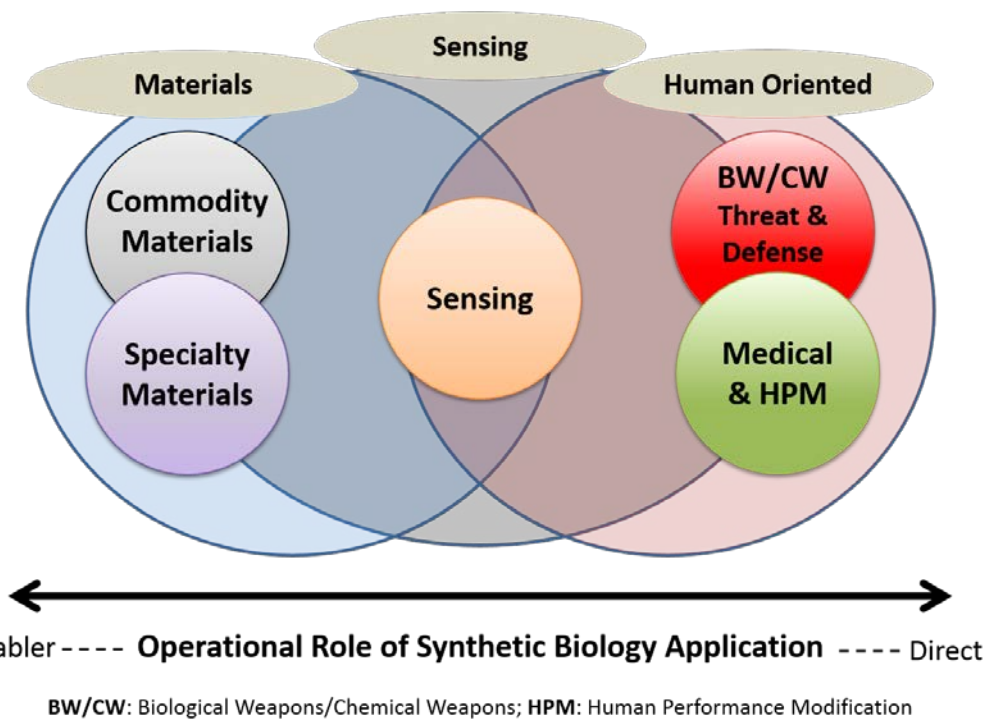 Sensing
Materials
Human Oriented
Commodity
Materials
BW/CW
Threat &
Defense
Sensing
Specialty
Materials
Medical
& HPM
abler ---- Operational Role of Synthetic Biology Application ---- Direct
BW/CW: Biological Weapons/Chemical Weapons; HPM: Human Performance Modification